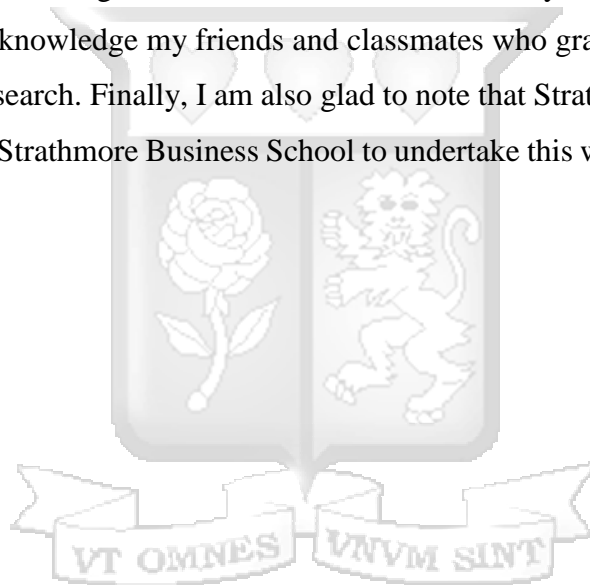 knowledge my friends and classmates who gra
search. Finally, I am also glad to note that Strat
Strathmore Business School to undertake this w
VT OMNES VNVM SINT